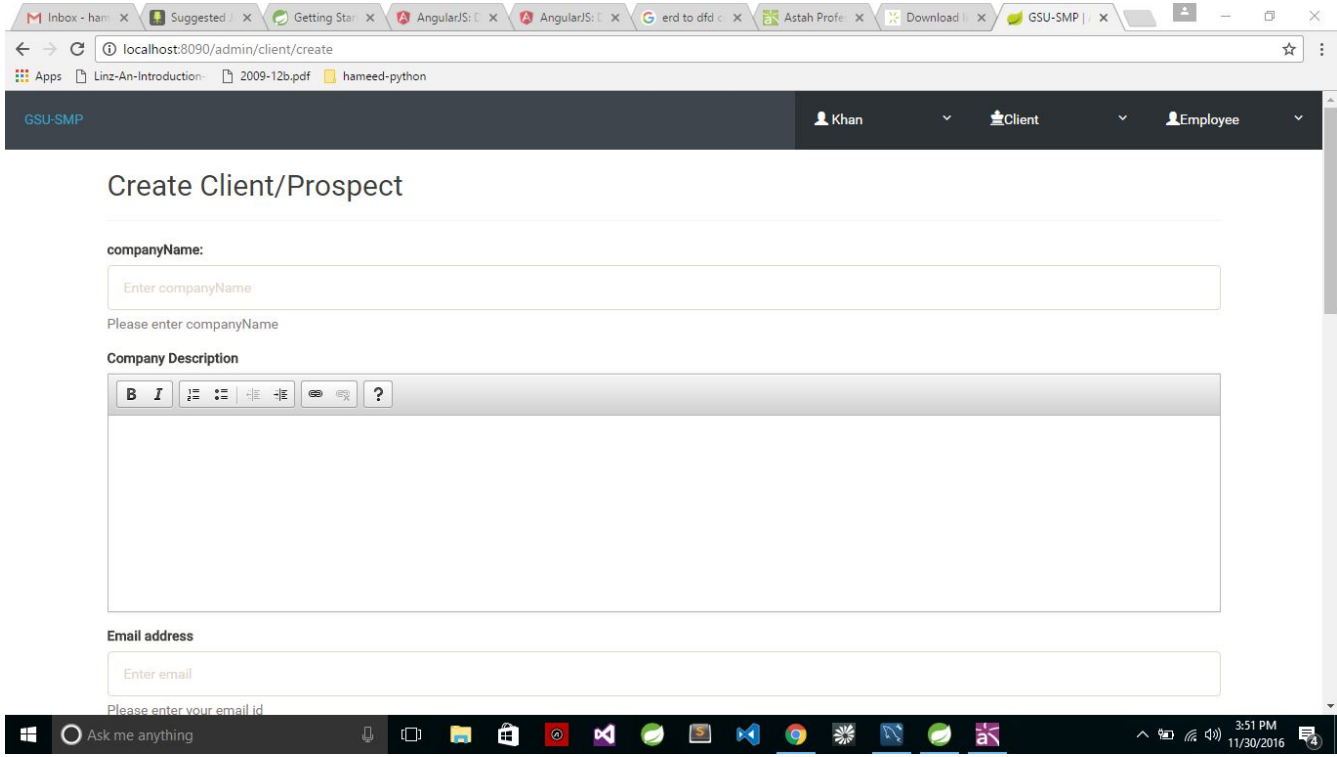 Inbox - ham
Suggested J
Getting Star
AngularJS: D
AngularJS: D
erd to dfd c
Astah Profe
Download li
GSU-SMP | A
localhost:8090/admin/client/create
Apps
Linz-An-Introduction-
2009-12b.pdf
hameed-python
GSU-SMP
Khan
Client
Employee
Create Client/Prospect
companyName:
Enter companyName
Please enter companyName
Company Description
B I
?
Email address
Enter email
Please enter your email id
Ask me anything
3:51 PM
11/30/2016
4